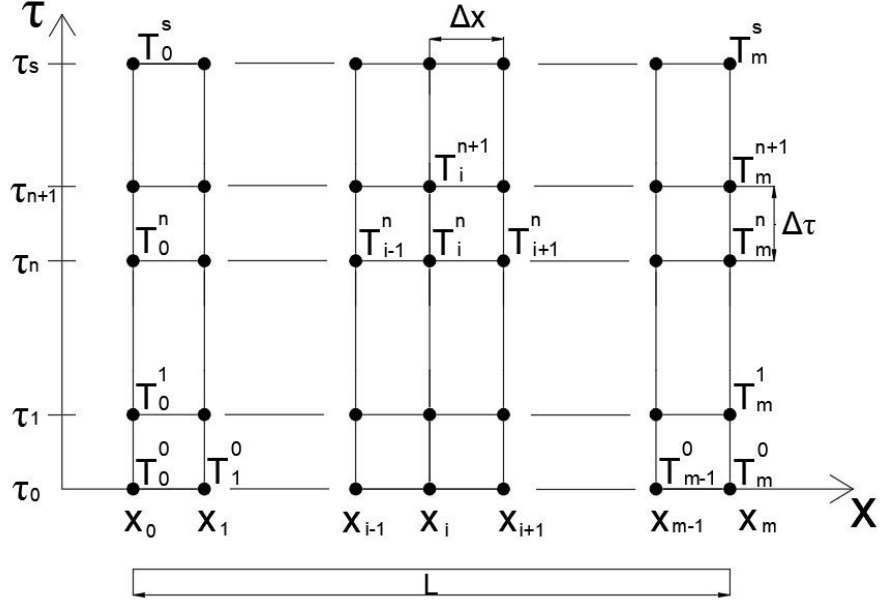 τ
Δx
T₀ˢ
Tₘˢ
τₛ
Tᵢⁿ⁺¹
Tₘⁿ⁺¹
τₙ₊₁
T₀ⁿ
Tᵢ₋₁ⁿ
Tᵢⁿ
Tᵢ₊₁ⁿ
Tₘⁿ
Δτ
τₙ
T₀¹
Tₘ¹
τ₁
T₀⁰
T₁⁰
Tₘ₋₁⁰
Tₘ⁰
τ₀
X
X₀
X₁
Xᵢ₋₁
Xᵢ
Xᵢ₊₁
Xₘ₋₁
Xₘ
L